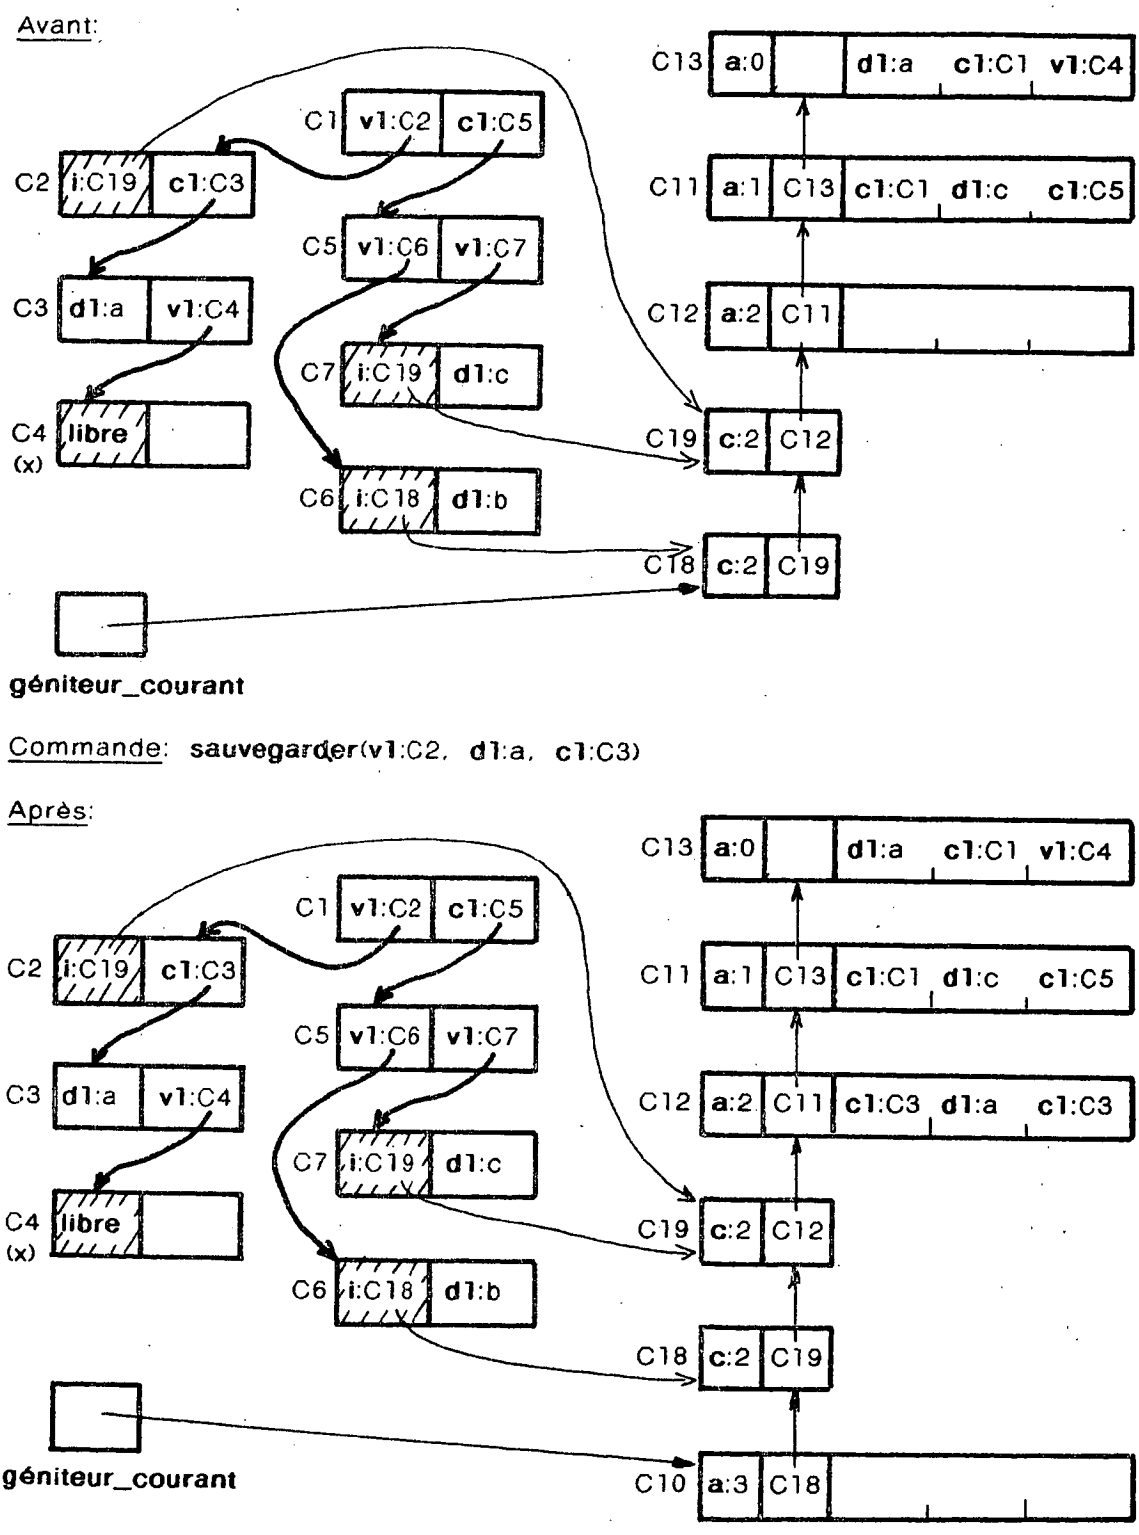 Avant:
C13 a:0 d1:a c1:C1 v1:C4
C1 v1:C2 c1:C5
C2 i:C19 c1:C3
C11 a:1 C13 c1:C1 d1:c c1:C5
C5 v1:C6 v1:C7
C3 d1:a v1:C4
C12 a:2 C11
C7 i:C19 d1:c
C4 libre
(x)
C19 c:2 C12
C6 i:C18 d1:b
C18 c:2 C19
géniteur_courant
Commande: sauvegarder(v1:C2, d1:a, c1:C3)
Après:
C13 a:0 d1:a c1:C1 v1:C4
C1 v1:C2 c1:C5
C2 i:C19 c1:C3
C11 a:1 C13 c1:C1 d1:c c1:C5
C5 v1:C6 v1:C7
C3 d1:a v1:C4
C12 a:2 C11 c1:C3 d1:a c1:C3
C7 i:C19 d1:c
C4 libre
(x)
C19 c:2 C12
C6 i:C18 d1:b
C18 c:2 C19
géniteur_courant
C10 a:3 C18